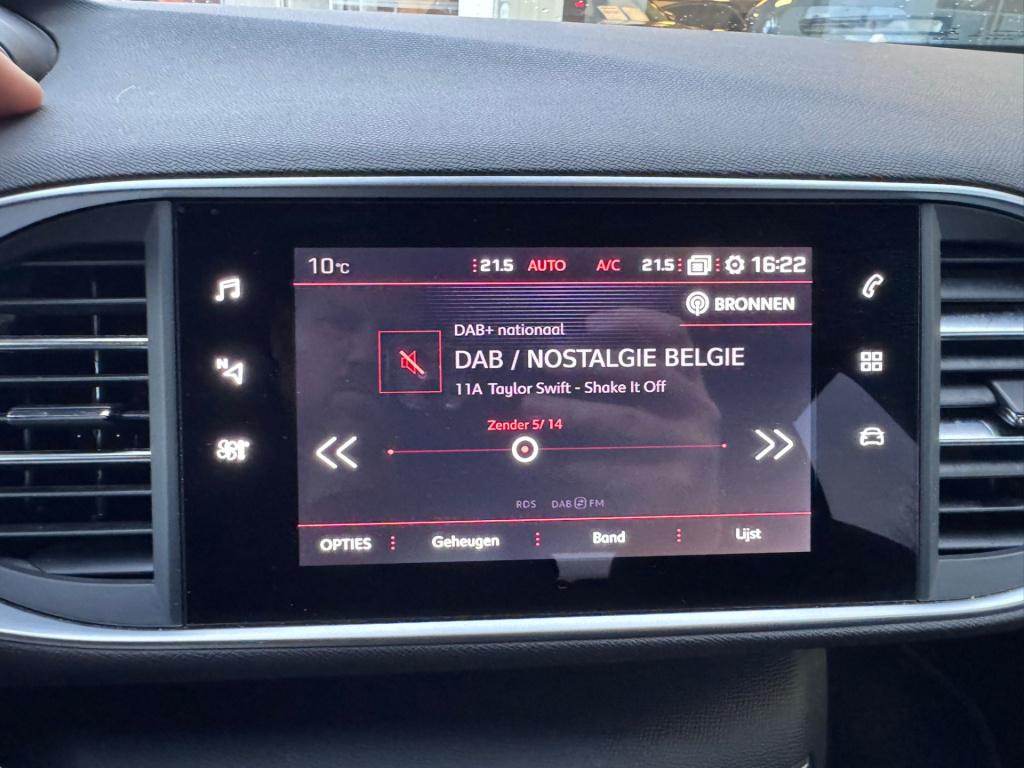 10°C 21.5 AUTO A/C 21.5 16:22
BRONNEN
DAB+ nationaal
DAB / NOSTALGIE BELGIE
11A Taylor Swift - Shake It Off
Zender 5/ 14
RDS DAB FM
OPTIES Geheugen Band Lijst
N